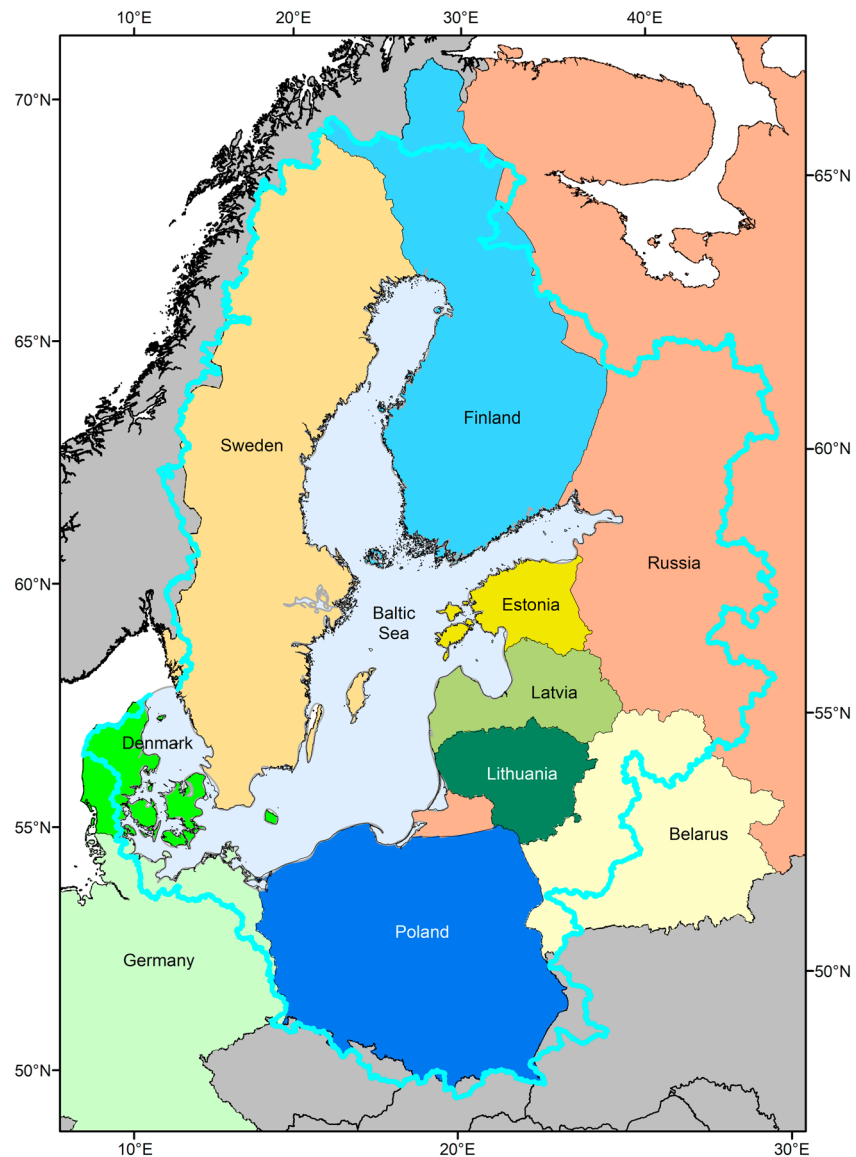 10°E 20°E 30°E 40°E
70°N
65°N
65°N
Finland
Sweden
60°N
Russia
60°N
Estonia
Baltic
Sea
Latvia
55°N
Denmark
Lithuania
55°N
Belarus
Poland
Germany
50°N
50°N
10°E 20°E 30°E